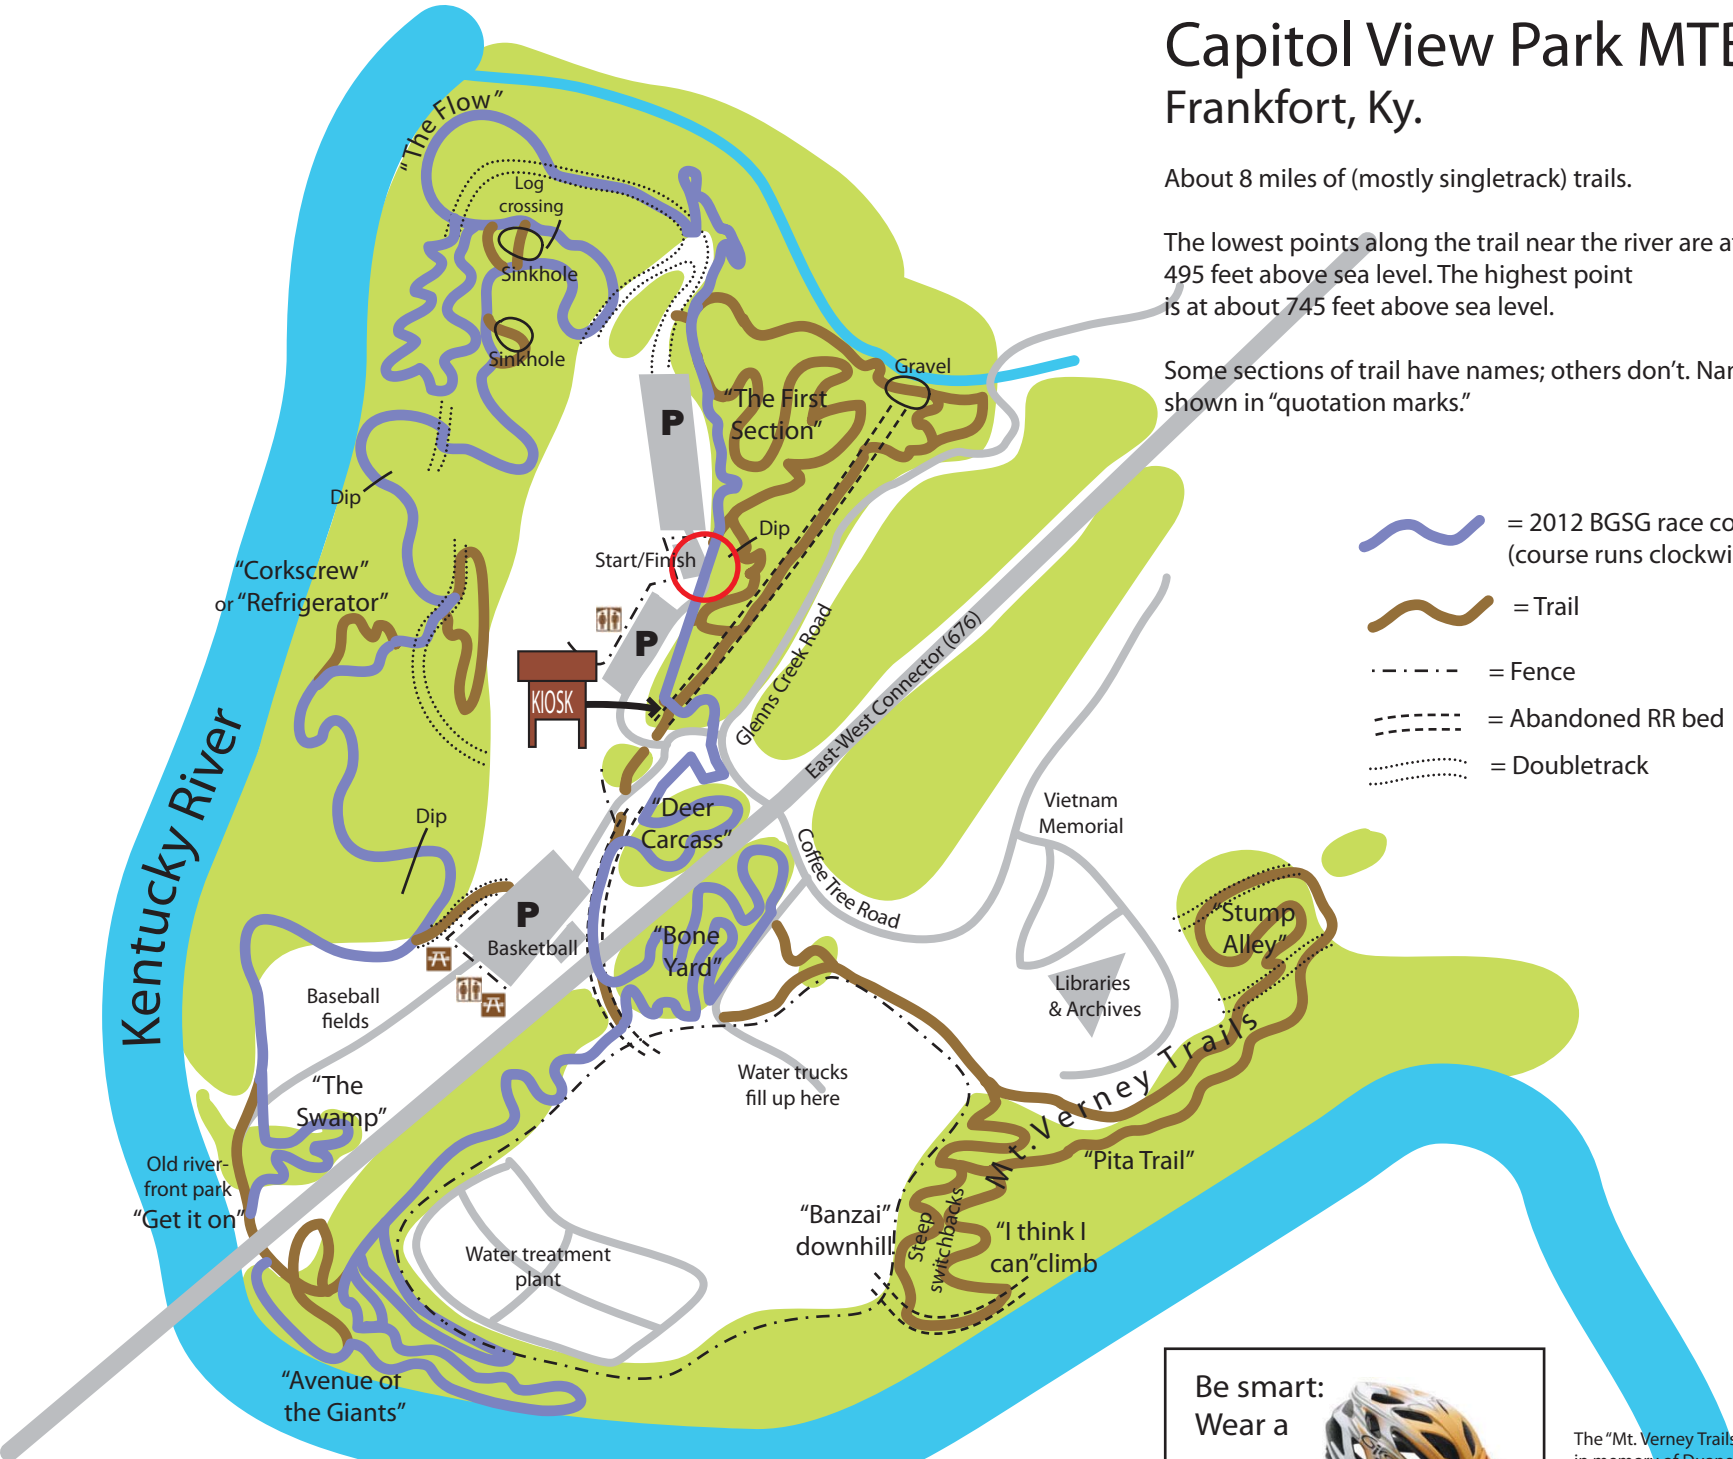 Capitol View Park MTB
Frankfort, Ky.
About 8 miles of (mostly singletrack) trails.
The lowest points along the trail near the river are at
495 feet above sea level. The highest point
is at about 745 feet above sea level.
Some sections of trail have names; others don't. Nam
shown in “quotation marks.”
= 2012 BGSG race co
(course runs clockwi
= Trail
= Fence
= Abandoned RR bed
= Doubletrack
“The Flow”
Log
crossing
Sinkhole
Sinkhole
Gravel
“The First
Section”
P
Dip
Dip
Start/Finish
“Corkscrew”
or “Refrigerator”
P
KIOSK
Glenns Creek Road
East-West Connector (676)
Kentucky River
“Deer
Carcass”
Vietnam
Memorial
Dip
Coffee Tree Road
P
Basketball
“Bone
Yard”
“Stump
Alley”
Libraries
& Archives
Baseball
fields
Water trucks
fill up here
Mt. Verney Trails
“The
Swamp”
“Pita Trail”
Old river-
front park
“Get it on”
“Banzai”
downhill
Steep
switchbacks
“I think I
can”climb
Water treatment
plant
“Avenue of
the Giants”
Be smart:
Wear a
The “Mt. Verney Trails